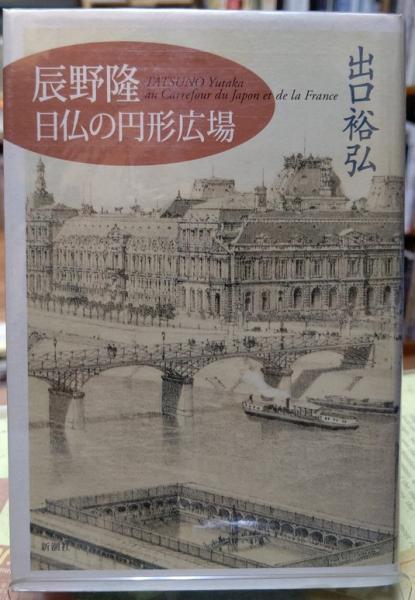 辰野隆
TATSUNO Yutaka
au Carrefour du Japon et de la France
日仏の円形広場
出口裕弘
新潮社